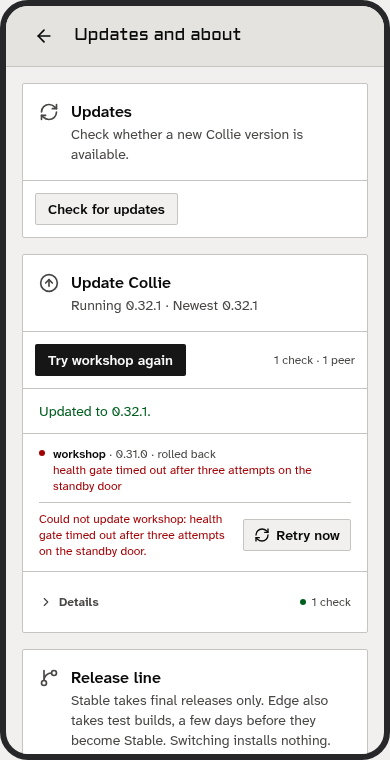 Updates and about
Updates
Check whether a new Collie version is
available.
Check for updates
Update Collie
Running 0.32.1 · Newest 0.32.1
Try workshop again
1 check · 1 peer
Updated to 0.32.1.
workshop · 0.31.0 · rolled back
health gate timed out after three attempts on the
standby door
Could not update workshop: health
gate timed out after three attempts on
the standby door.
Retry now
Details
1 check
Release line
Stable takes final releases only. Edge also
takes test builds, a few days before they
become Stable. Switching installs nothing.